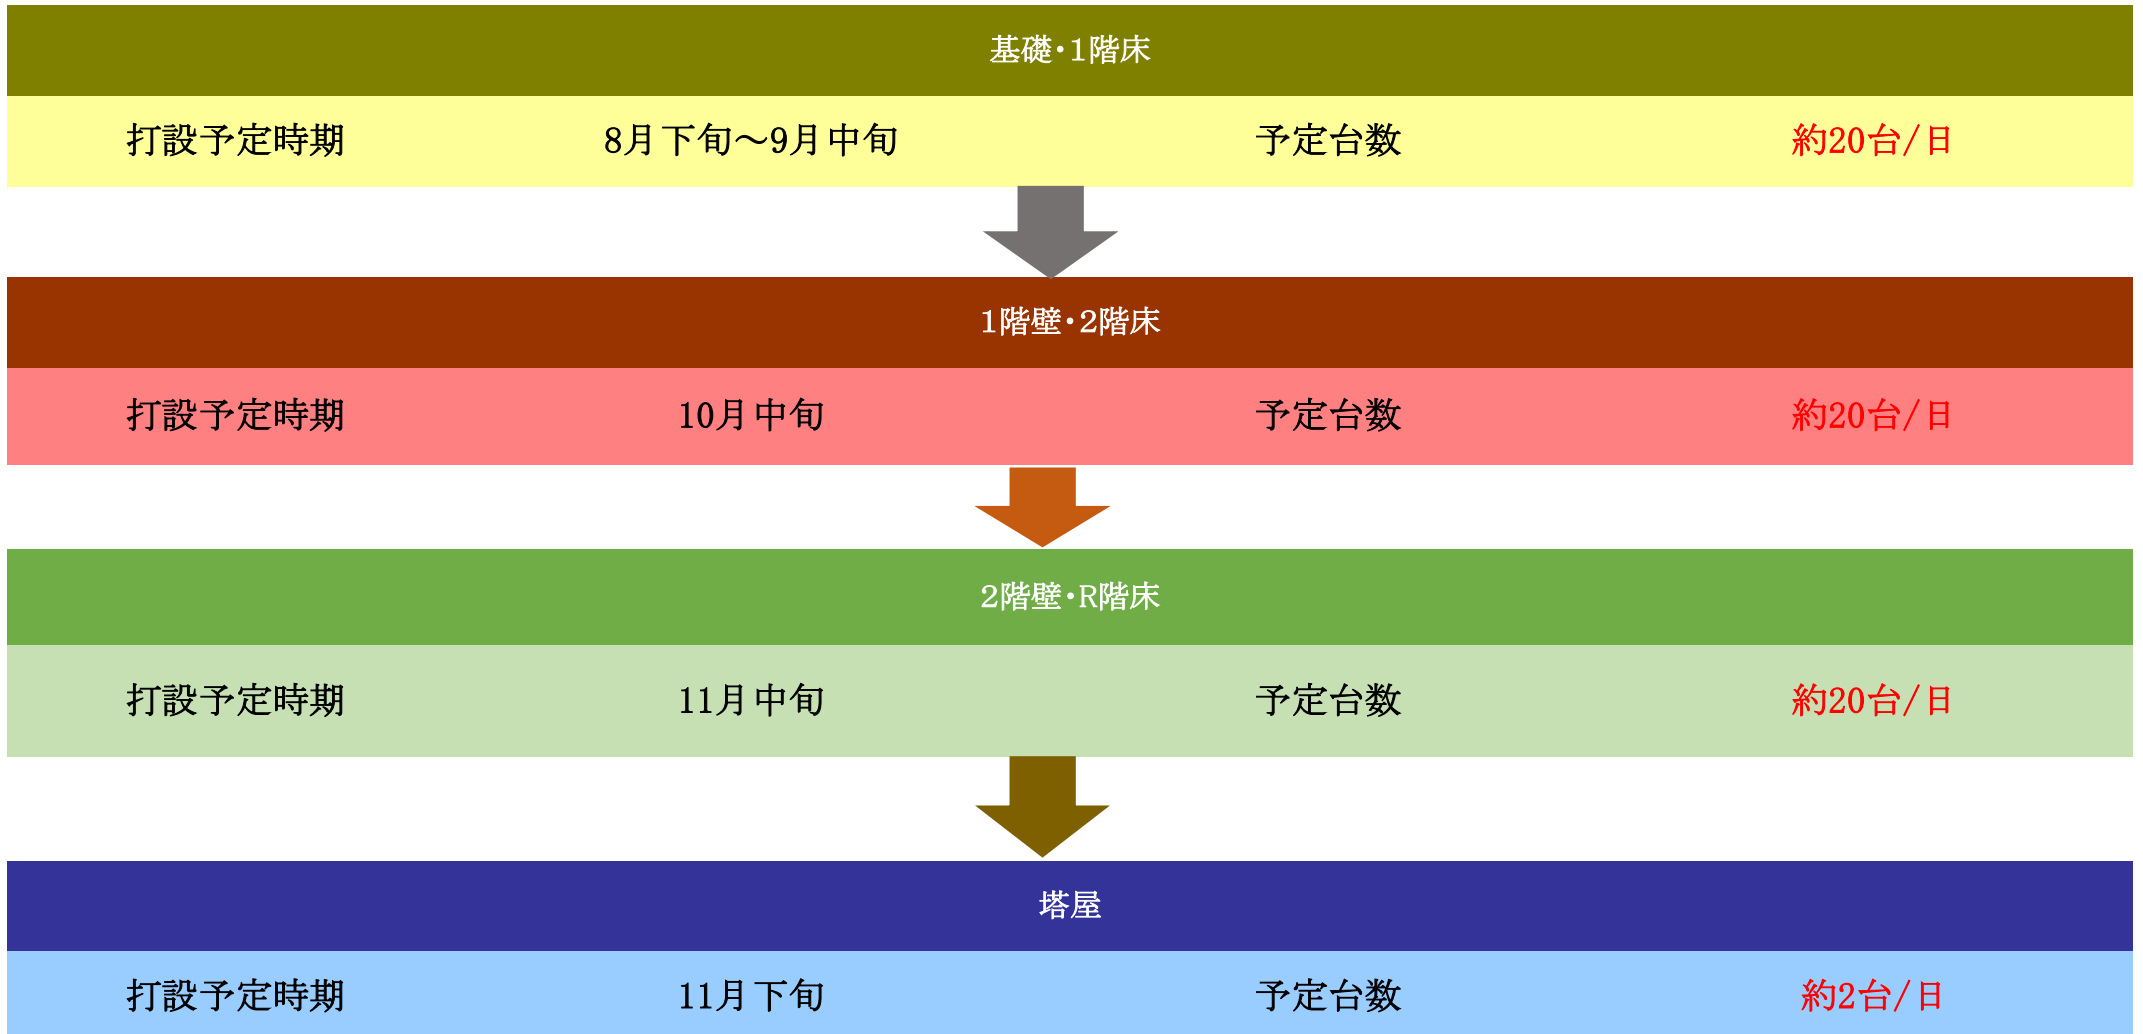 基礎・1階床
打設予定時期 8月下旬～9月中旬 予定台数 約20台/日
1階壁・2階床
打設予定時期 10月中旬 予定台数 約20台/日
2階壁・R階床
打設予定時期 11月中旬 予定台数 約20台/日
塔屋
打設予定時期 11月下旬 予定台数 約2台/日